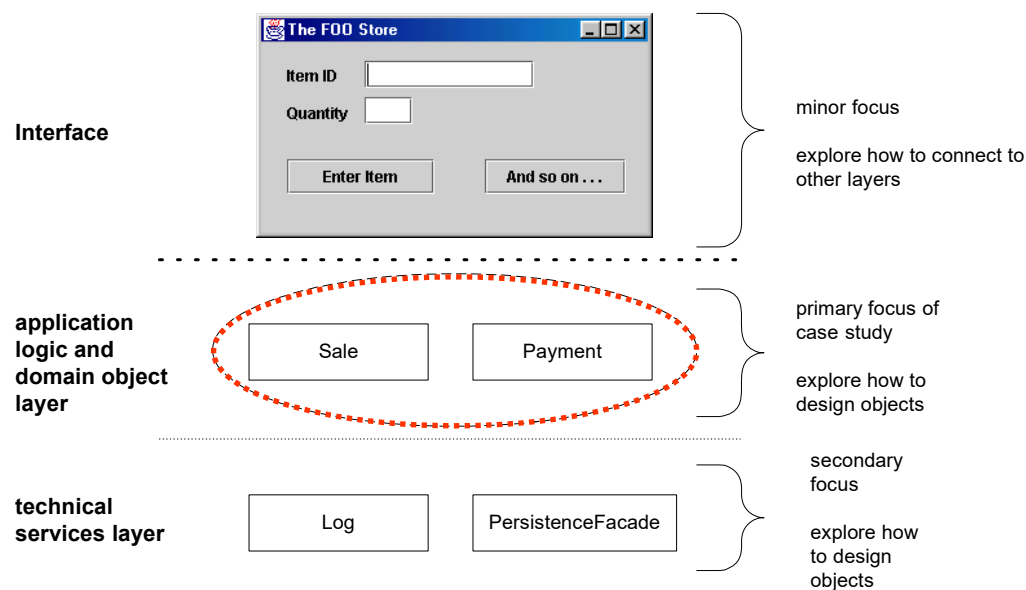 The FOO Store
Item ID
Quantity
Enter Item
And so on . . .
Interface
minor focus
explore how to connect to
other layers
application
logic and
domain object
layer
Sale
Payment
primary focus of
case study
explore how to
design objects
technical
services layer
Log
PersistenceFacade
secondary
focus
explore how
to design
objects